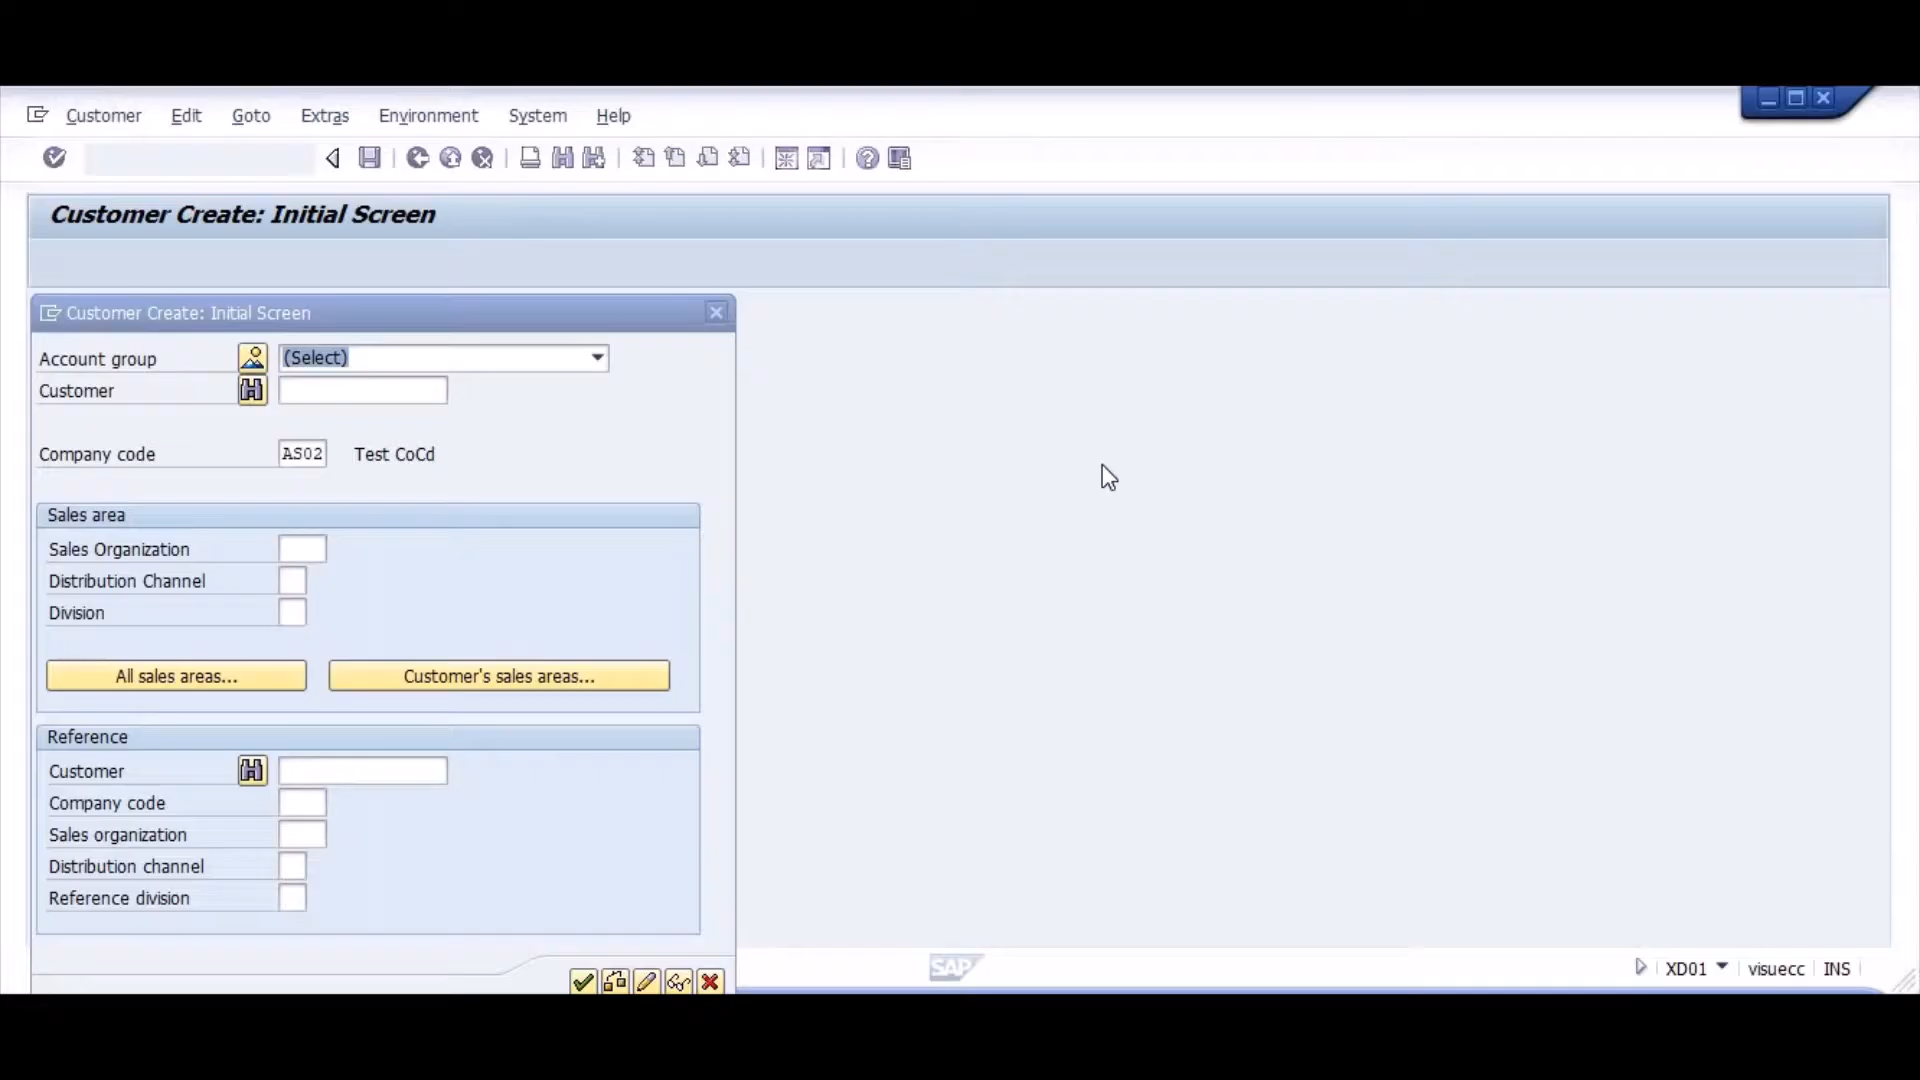 Customer Edit Goto Extras Environment System Help
Customer Create: Initial Screen
Customer Create: Initial Screen
Account group (Select)
Customer
Company code AS02 Test CoCd
Sales area
Sales Organization
Distribution Channel
Division
All sales areas... Customer's sales areas...
Reference
Customer
Company code
Sales organization
Distribution channel
Reference division
SAP XD01 visuecc INS